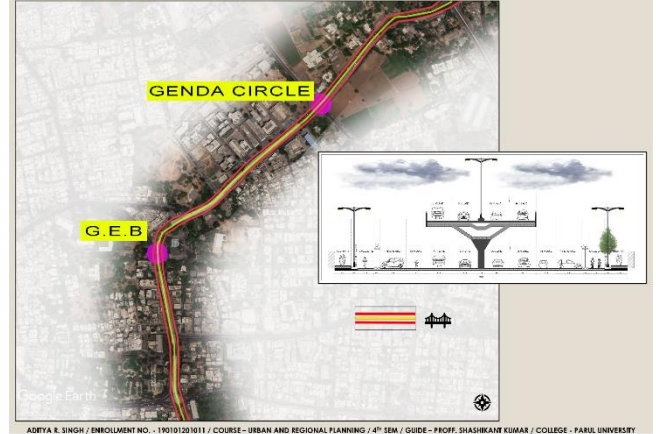 GENDA CIRCLE
G.E.B
Google Earth
ADITYA R. SINGH / ENROLLMENT NO. - 190101201011 / COURSE – URBAN AND REGIONAL PLANNING / 4th SEM / GUIDE – PROFF. SHASHIKANT KUMAR / COLLEGE - PARUL UNIVERSITY